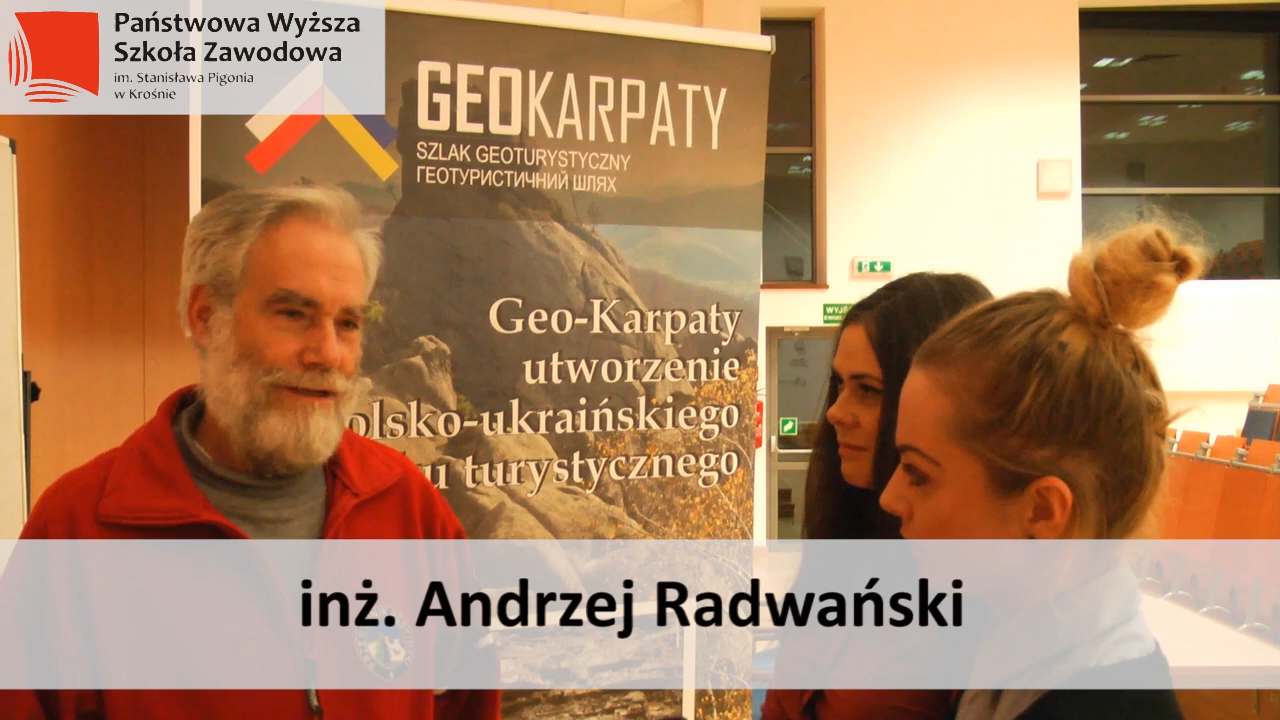 Państwowa Wyższa
Szkoła Zawodowa
im. Stanisława Pigonia
w Krośnie
GEOKARPATY
SZLAK GEOTURYSTYCZNY
ГЕОТУРИСТИЧНИЙ ШЛЯХ
Geo-Karpaty
utworzenie
olsko-ukraińskiego
u turystycznego
inż. Andrzej Radwański